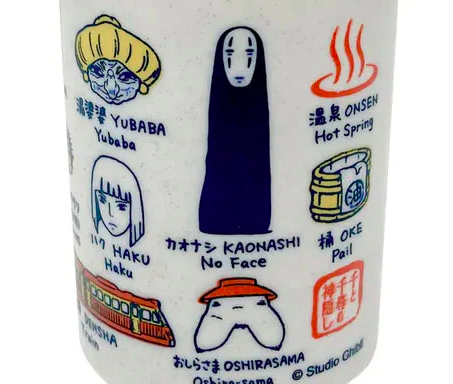 湯婆婆 YUBABA
Yubaba
カオナシ KAONASHI
No Face
温泉 ONSEN
Hot Spring
ハク HAKU
Haku
油
桶 OKE
Pail
おしらさま OSHIRASAMA
Oshirasama
千と
千尋の
神隠し
© Studio Ghibli